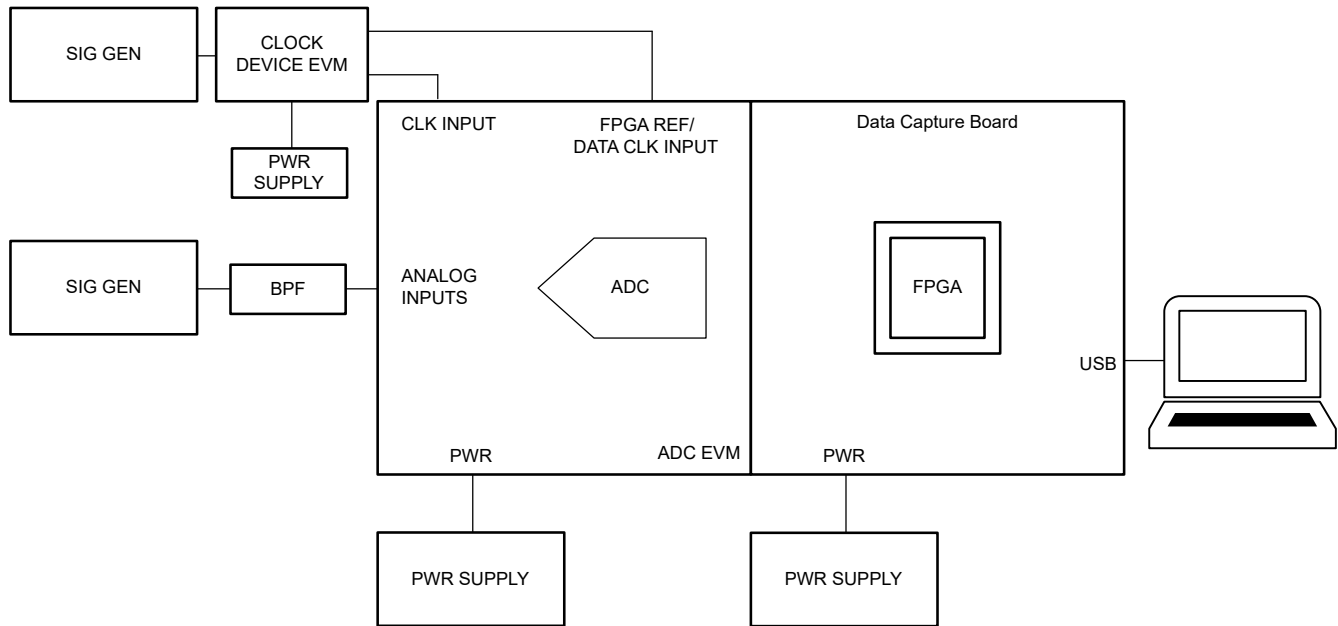 SIG GEN
CLOCK
DEVICE EVM
PWR
SUPPLY
CLK INPUT
FPGA REF/
DATA CLK INPUT
Data Capture Board
SIG GEN
BPF
ANALOG
INPUTS
ADC
FPGA
USB
PWR
ADC EVM
PWR
PWR SUPPLY
PWR SUPPLY